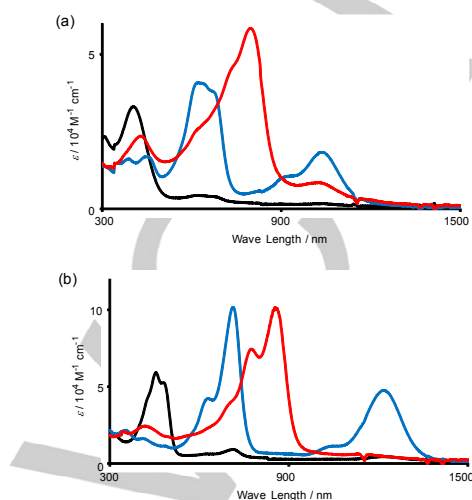 (a)
5
ε / 10⁴ M⁻¹ cm⁻¹
0
300 900 1500
Wave Length / nm
(b)
10
5
ε / 10⁴ M⁻¹ cm⁻¹
0
300 900 1500
Wave Length / nm